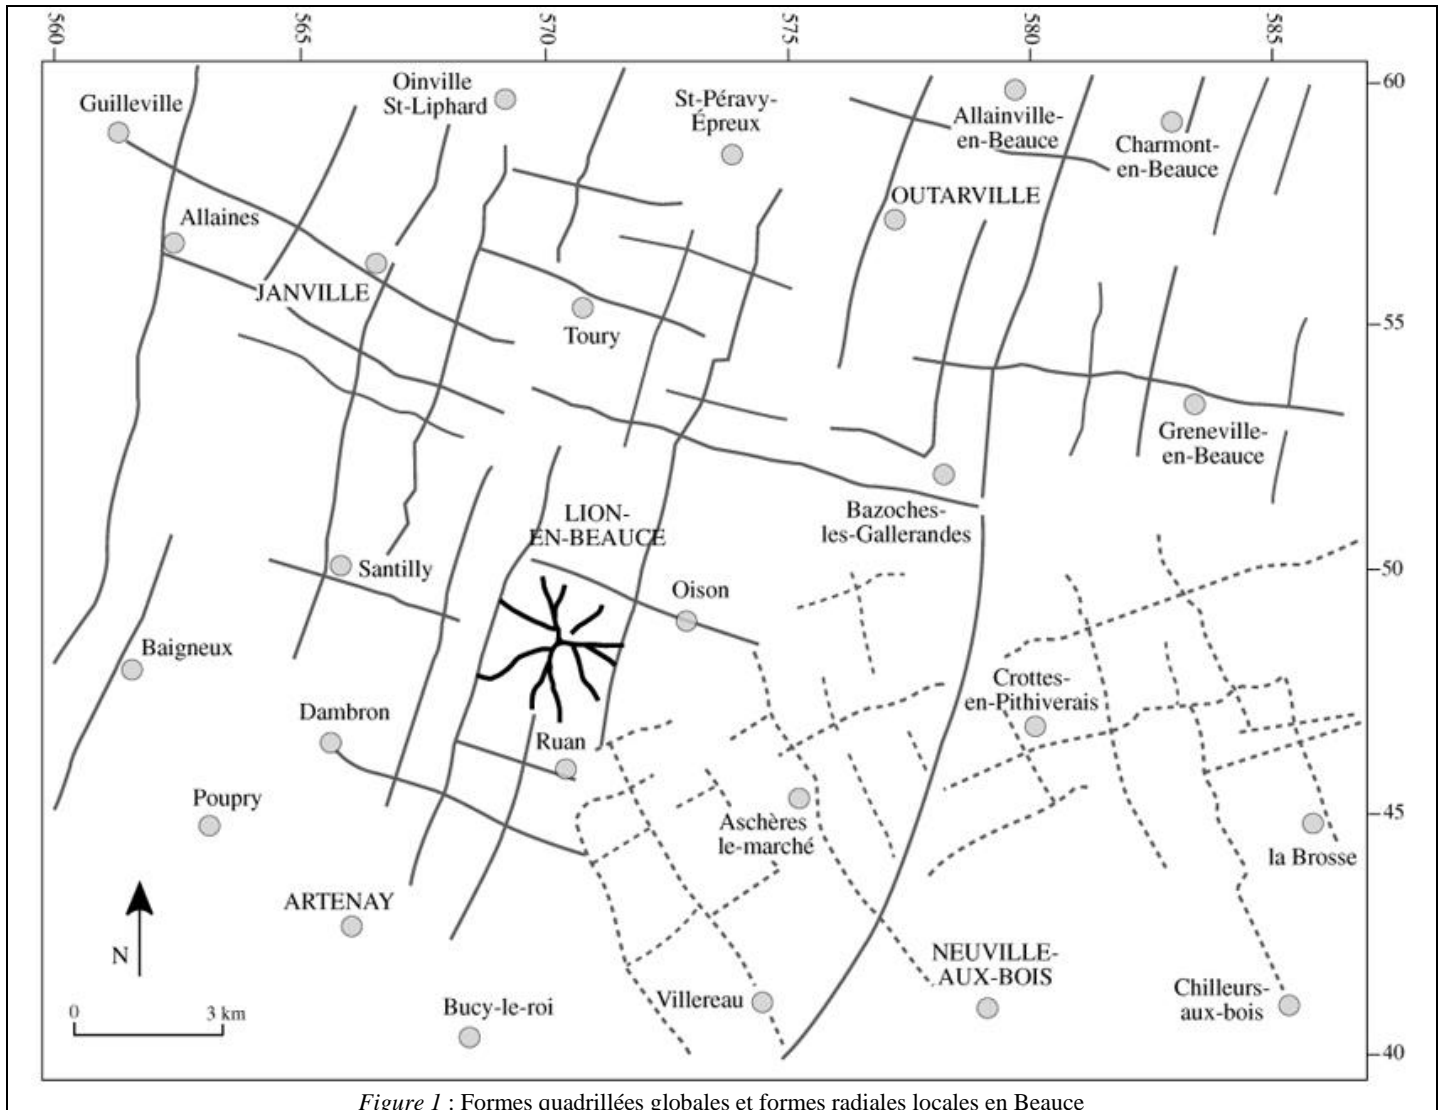 560
565
570
575
580
585
60
Guilleville
Oinville
St-Liphard
St-Péravy-
Épreux
Allainville-
en-Beauce
Charmont-
en-Beauce
Allaines
OUTARVILLE
JANVILLE
Toury
55
Greneville-
en-Beauce
LION-
EN-BEAUCE
Bazoches-
les-Gallerandes
Santilly
50
Oison
Baigneux
Crottes-
en-Pithiverais
Dambron
Ruan
Poupry
Aschères
le-marché
45
la Brosse
ARTENAY
N
NEUVILLE-
AUX-BOIS
Villereau
Chilleurs-
aux-bois
0 3 km
Bucy-le-roi
40
Figure 1 : Formes quadrillées globales et formes radiales locales en Beauce